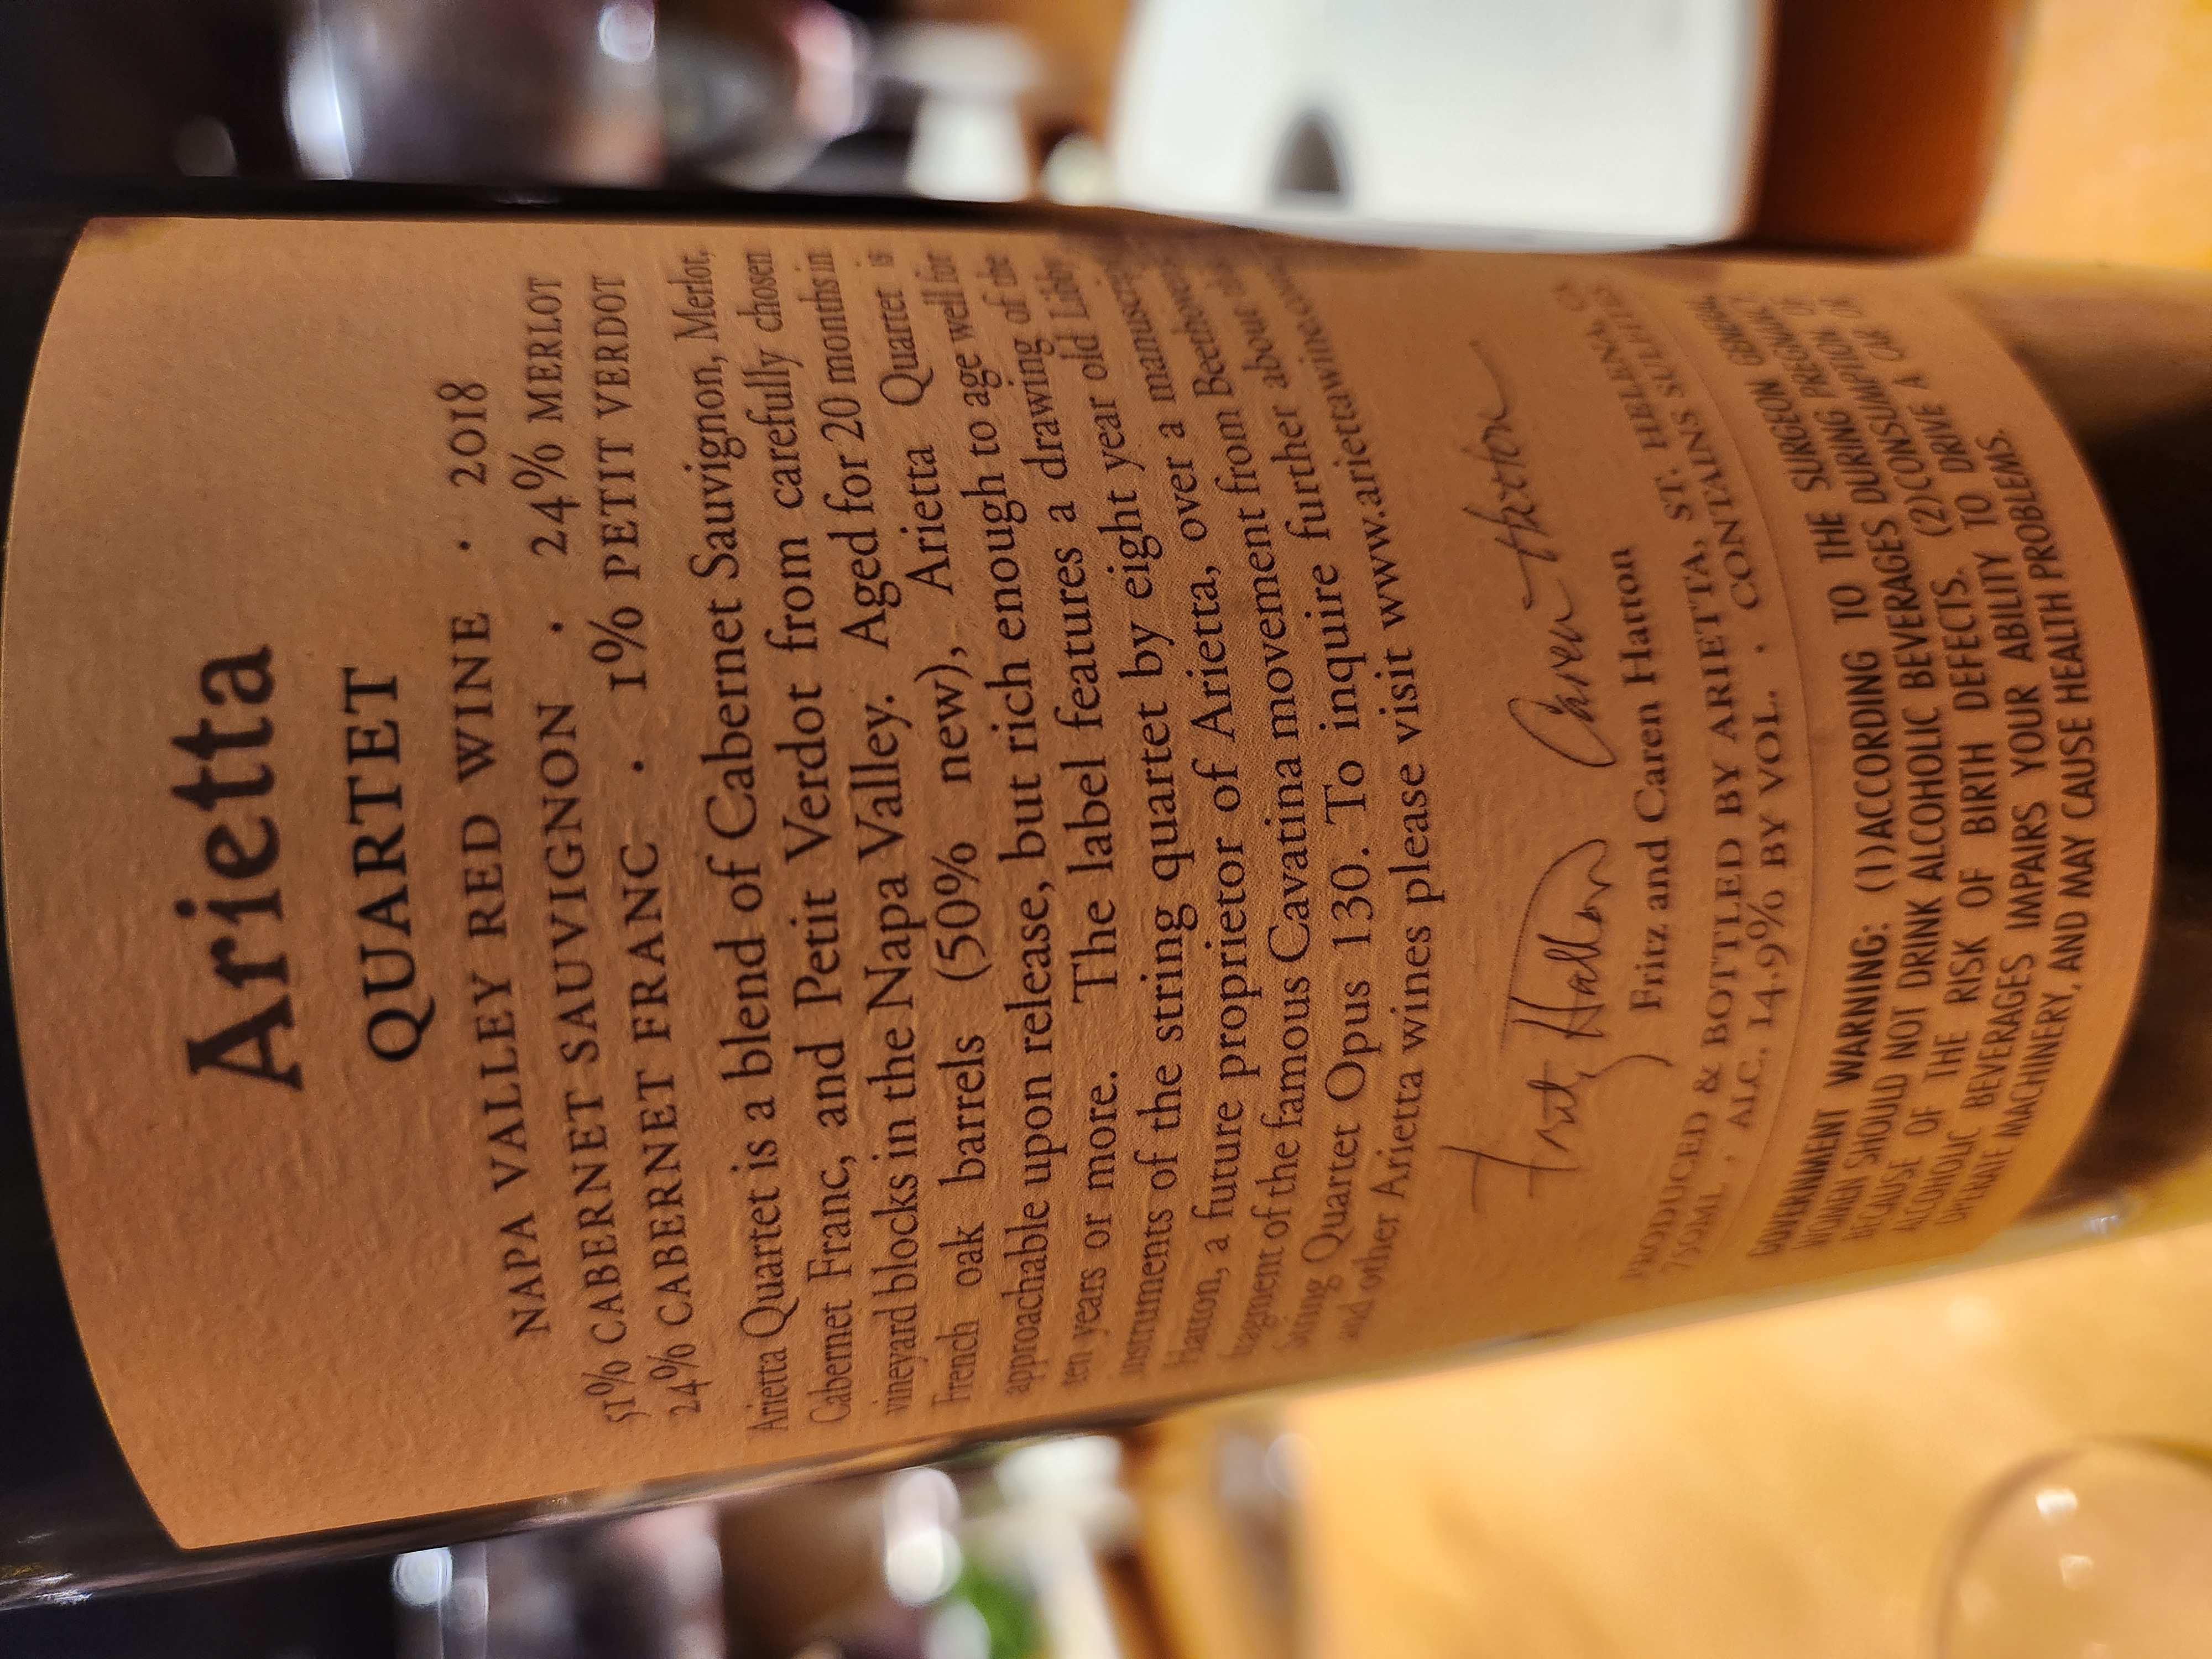 Arietta
QUARTET
NAPA VALLEY RED WINE · 2018
51% CABERNET SAUVIGNON · 24% MERLOT
24% CABERNET FRANC · 1% PETIT VERDOT
Arietta Quartet is a blend of Cabernet Sauvignon, Merlot,
Cabernet Franc, and Petit Verdot from carefully chosen
vineyard blocks in the Napa Valley. Aged for 20 months in
French oak barrels (50% new), Arietta Quartet is
approachable upon release, but rich enough to age well for
ten years or more. The label features a drawing of the
instruments of the string quartet by eight year old Libby
Hatton, a future proprietor of Arietta, over a manuscript
fragment of the famous Cavatina movement from Beethoven's
String Quartet Opus 130. To inquire further about this
and other Arietta wines please visit www.ariettawine.com
Fritz Hatton Caren Hatton
Fritz and Caren Hatton
PRODUCED & BOTTLED BY ARIETTA, ST. HELENA, CA
750ML , ALC. 14.9% BY VOL. · CONTAINS SULFITES
GOVERNMENT WARNING: (1)ACCORDING TO THE SURGEON GENERAL
WOMEN SHOULD NOT DRINK ALCOHOLIC BEVERAGES DURING PREGNANCY
BECAUSE OF THE RISK OF BIRTH DEFECTS. (2)CONSUMPTION OF
ALCOHOLIC BEVERAGES IMPAIRS YOUR ABILITY TO DRIVE A CAR OR
OPERATE MACHINERY, AND MAY CAUSE HEALTH PROBLEMS.